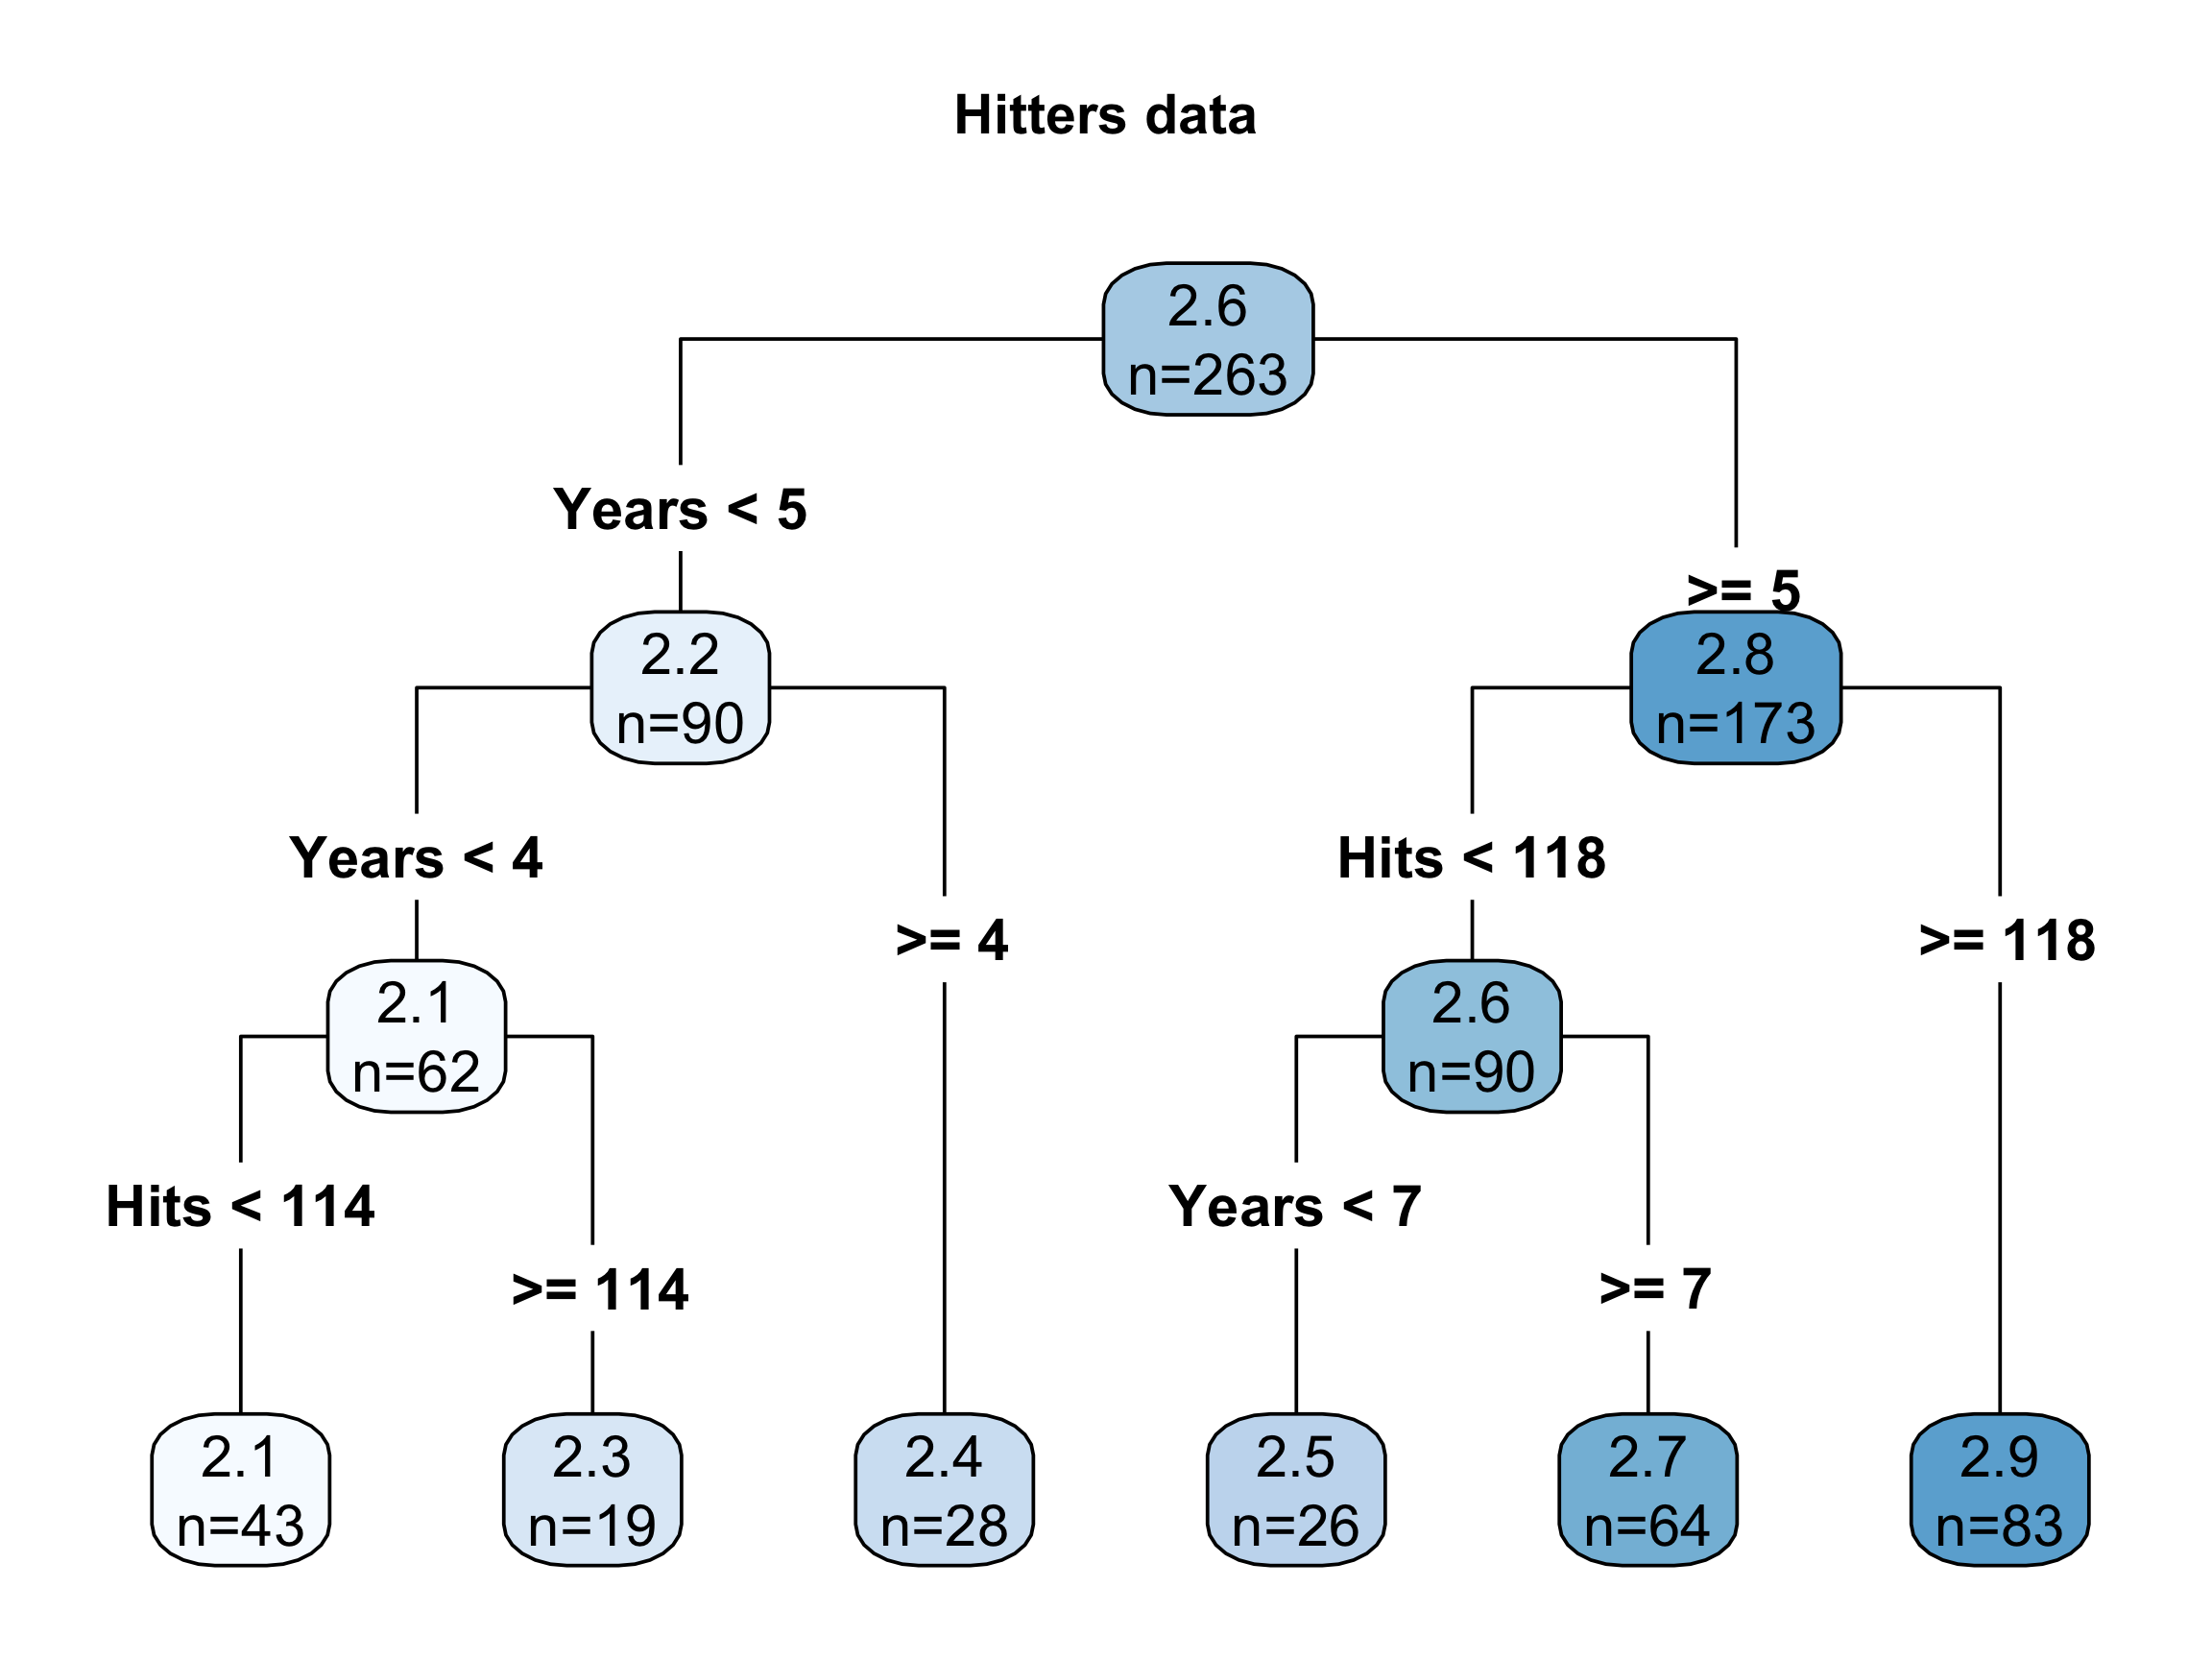 Hitters data
2.6
n=263
Years < 5
>= 5
2.2
n=90
2.8
n=173
Years < 4
>= 4
Hits < 118
>= 118
2.1
n=62
2.6
n=90
Hits < 114
>= 114
Years < 7
>= 7
2.1
n=43
2.3
n=19
2.4
n=28
2.5
n=26
2.7
n=64
2.9
n=83